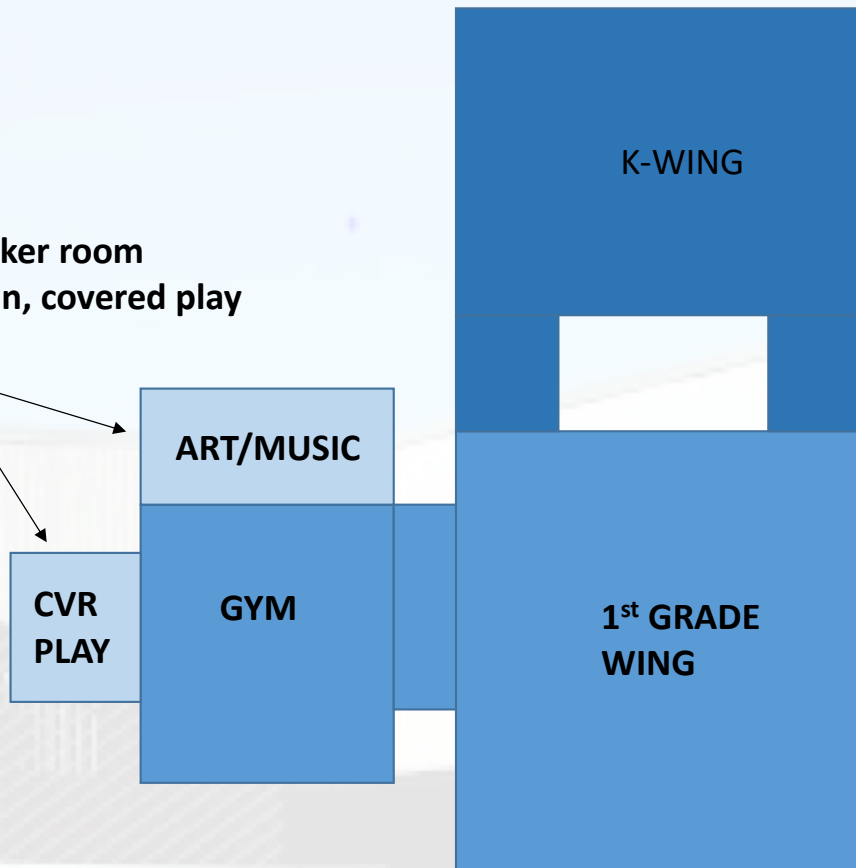 K-WING
ker room
n, covered play
ART/MUSIC
CVR
PLAY
GYM
1st GRADE
WING